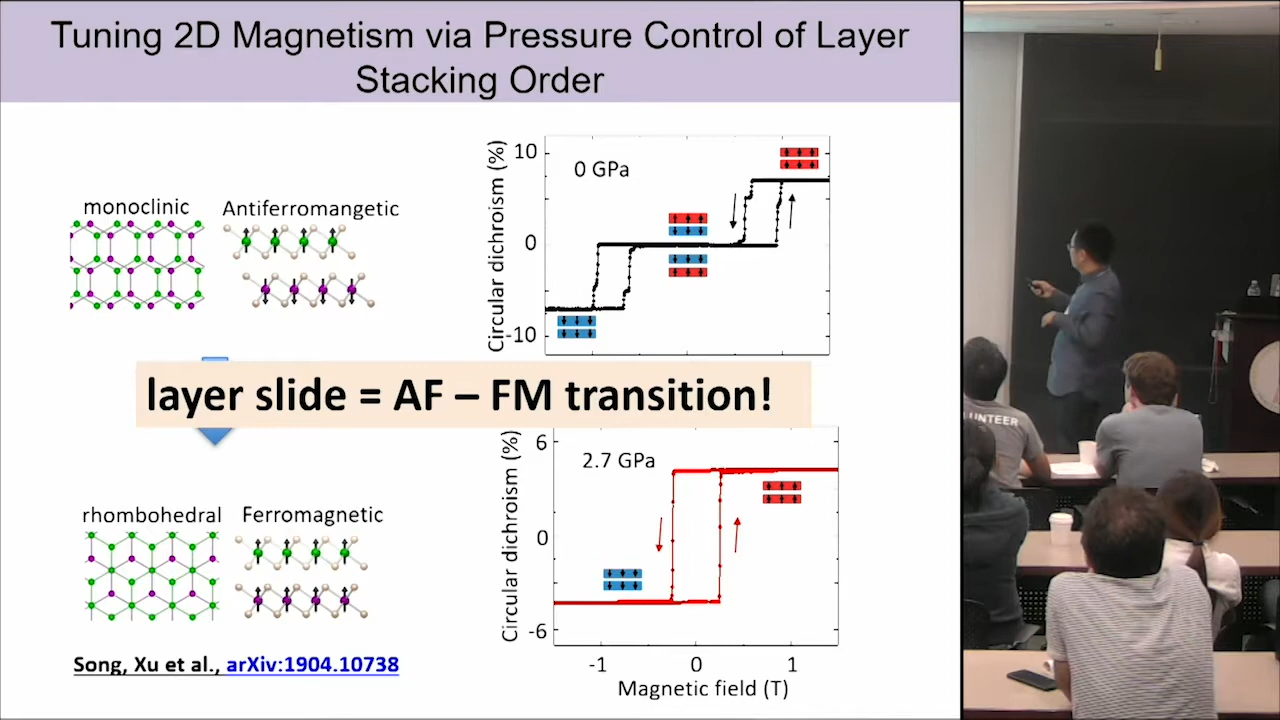 Tuning 2D Magnetism via Pressure Control of Layer
Stacking Order
monoclinic
Antiferromangetic
Circular dichroism (%)
10
0
-10
0 GPa
layer slide = AF – FM transition!
rhombohedral
Ferromagnetic
Circular dichroism (%)
6
0
-6
2.7 GPa
-1
0
1
Magnetic field (T)
Song, Xu et al., arXiv:1904.10738
UNTEER